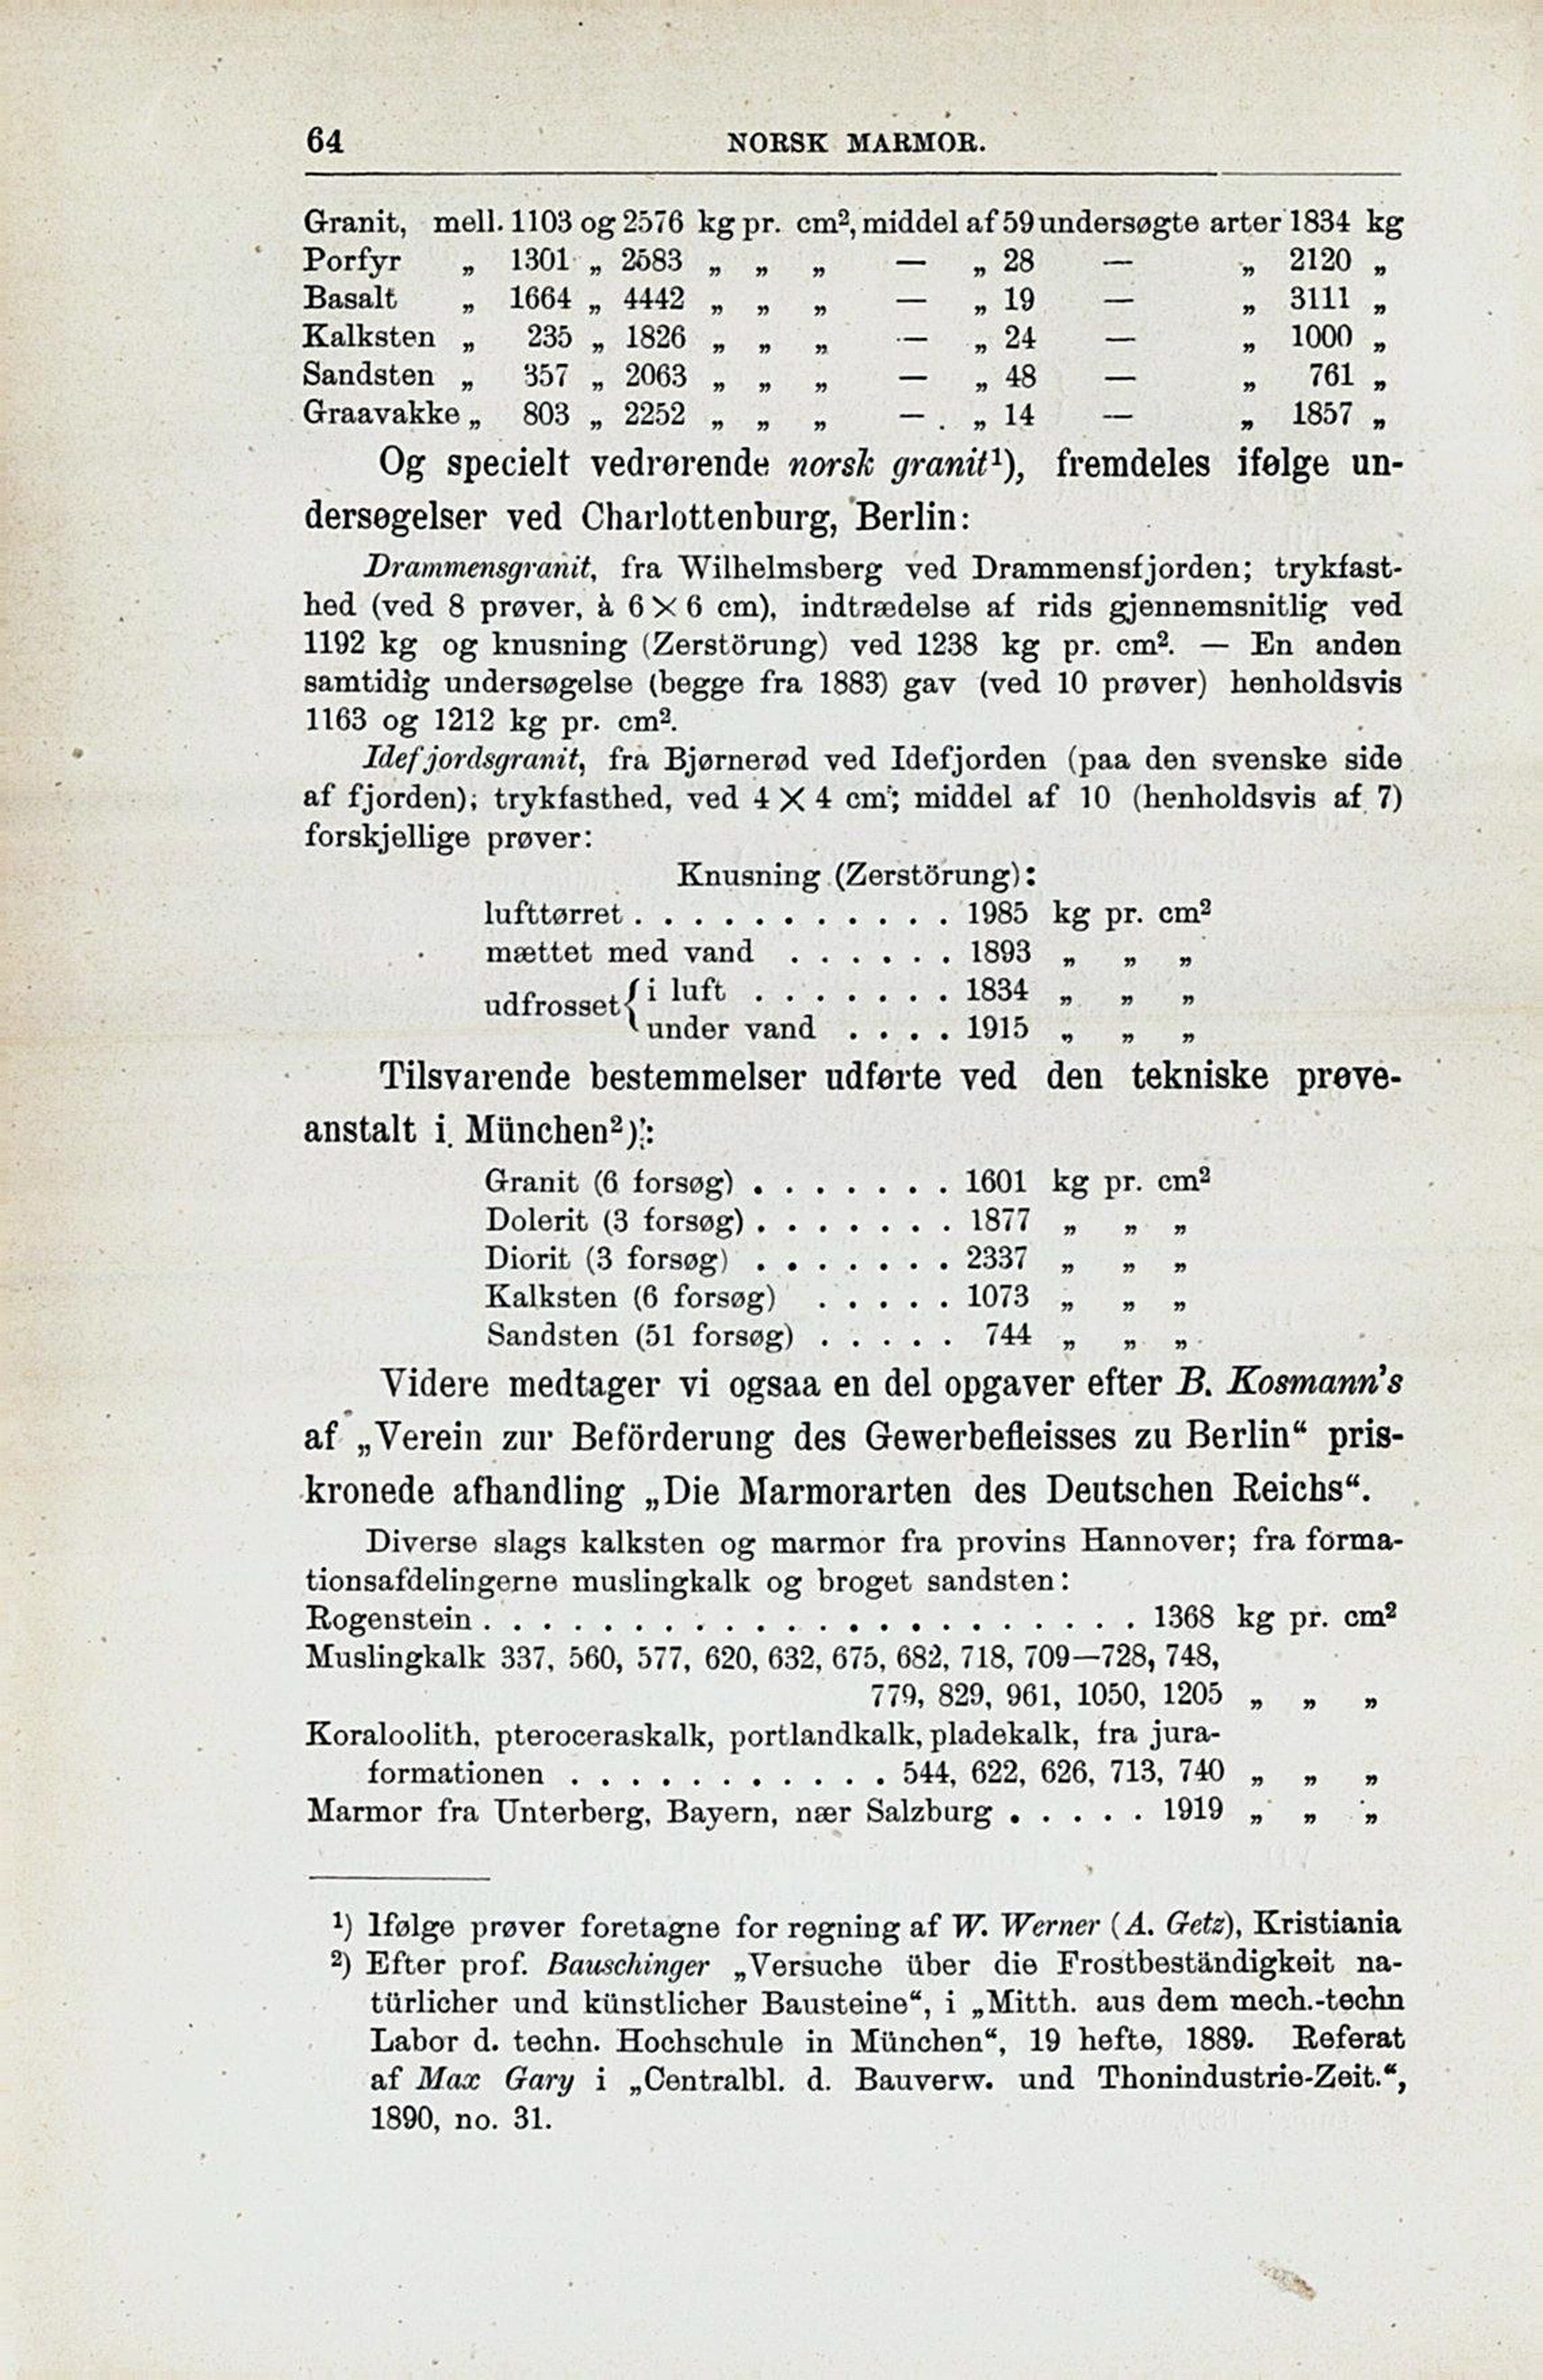 64 NORSK MARMOR.
Granit, mell. 1103 og 2576 kg pr. cm², middel af 59 undersøgte arter 1834 kg
Porfyr „ 1301 „ 2583 „ „ „ — „ 28 — „ 2120 „
Basalt „ 1664 „ 4442 „ „ „ — „ 19 — „ 3111 „
Kalksten „ 235 „ 1826 „ „ „ — „ 24 — „ 1000 „
Sandsten „ 357 „ 2063 „ „ „ — „ 48 — „ 761 „
Graavakke „ 803 „ 2252 „ „ „ — „ 14 — „ 1857 „
Og specielt vedrørende norsk granit¹), fremdeles ifølge un-
dersøgelser ved Charlottenburg, Berlin:
Drammensgranit, fra Wilhelmsberg ved Drammensfjorden; trykfast-
hed (ved 8 prøver, à 6 × 6 cm), indtrædelse af rids gjennemsnitlig ved
1192 kg og knusning (Zerstörung) ved 1238 kg pr. cm². — En anden
samtidig undersøgelse (begge fra 1883) gav (ved 10 prøver) henholdsvis
1163 og 1212 kg pr. cm².
Idefjordsgranit, fra Bjørnerød ved Idefjorden (paa den svenske side
af fjorden); trykfasthed, ved 4 × 4 cm; middel af 10 (henholdsvis af 7)
forskjellige prøver:
Knusning (Zerstörung):
lufttørret . . . . . . . . . . . 1985 kg pr. cm²
mættet med vand . . . . . . 1893 „ „ „
udfrosset { i luft . . . . . . . 1834 „ „ „
under vand . . . . 1915 „ „ „
Tilsvarende bestemmelser udførte ved den tekniske prøve-
anstalt i München²):
Granit (6 forsøg) . . . . . . . 1601 kg pr. cm²
Dolerit (3 forsøg) . . . . . . . 1877 „ „ „
Diorit (3 forsøg) . . . . . . . 2337 „ „ „
Kalksten (6 forsøg) . . . . . 1073 „ „ „
Sandsten (51 forsøg) . . . . . 744 „ „ „
Videre medtager vi ogsaa en del opgaver efter B. Kosmann's
af „Verein zur Beförderung des Gewerbefleisses zu Berlin“ pris-
kronede afhandling „Die Marmorarten des Deutschen Reichs“.
Diverse slags kalksten og marmor fra provins Hannover; fra forma-
tionsafdelingerne muslingkalk og broget sandsten:
Rogenstein . . . . . . . . . . . . . . . . . . . . . . 1368 kg pr. cm²
Muslingkalk 337, 560, 577, 620, 632, 675, 682, 718, 709—728, 748,
779, 829, 961, 1050, 1205 „ „ „
Koraloolith, pteroceraskalk, portlandkalk, pladekalk, fra jura-
formationen . . . . . . . . . . . 544, 622, 626, 713, 740 „ „ „
Marmor fra Unterberg, Bayern, nær Salzburg . . . . . 1919 „ „ „
¹) Ifølge prøver foretagne for regning af W. Werner (A. Getz), Kristiania
²) Efter prof. Bauschinger „Versuche über die Frostbeständigkeit na-
türlicher und künstlicher Bausteine“, i „Mitth. aus dem mech.-techn
Labor d. techn. Hochschule in München“, 19 hefte, 1889. Referat
af Max Gary i „Centralbl. d. Bauverw. und Thonindustrie-Zeit.“,
1890, no. 31.